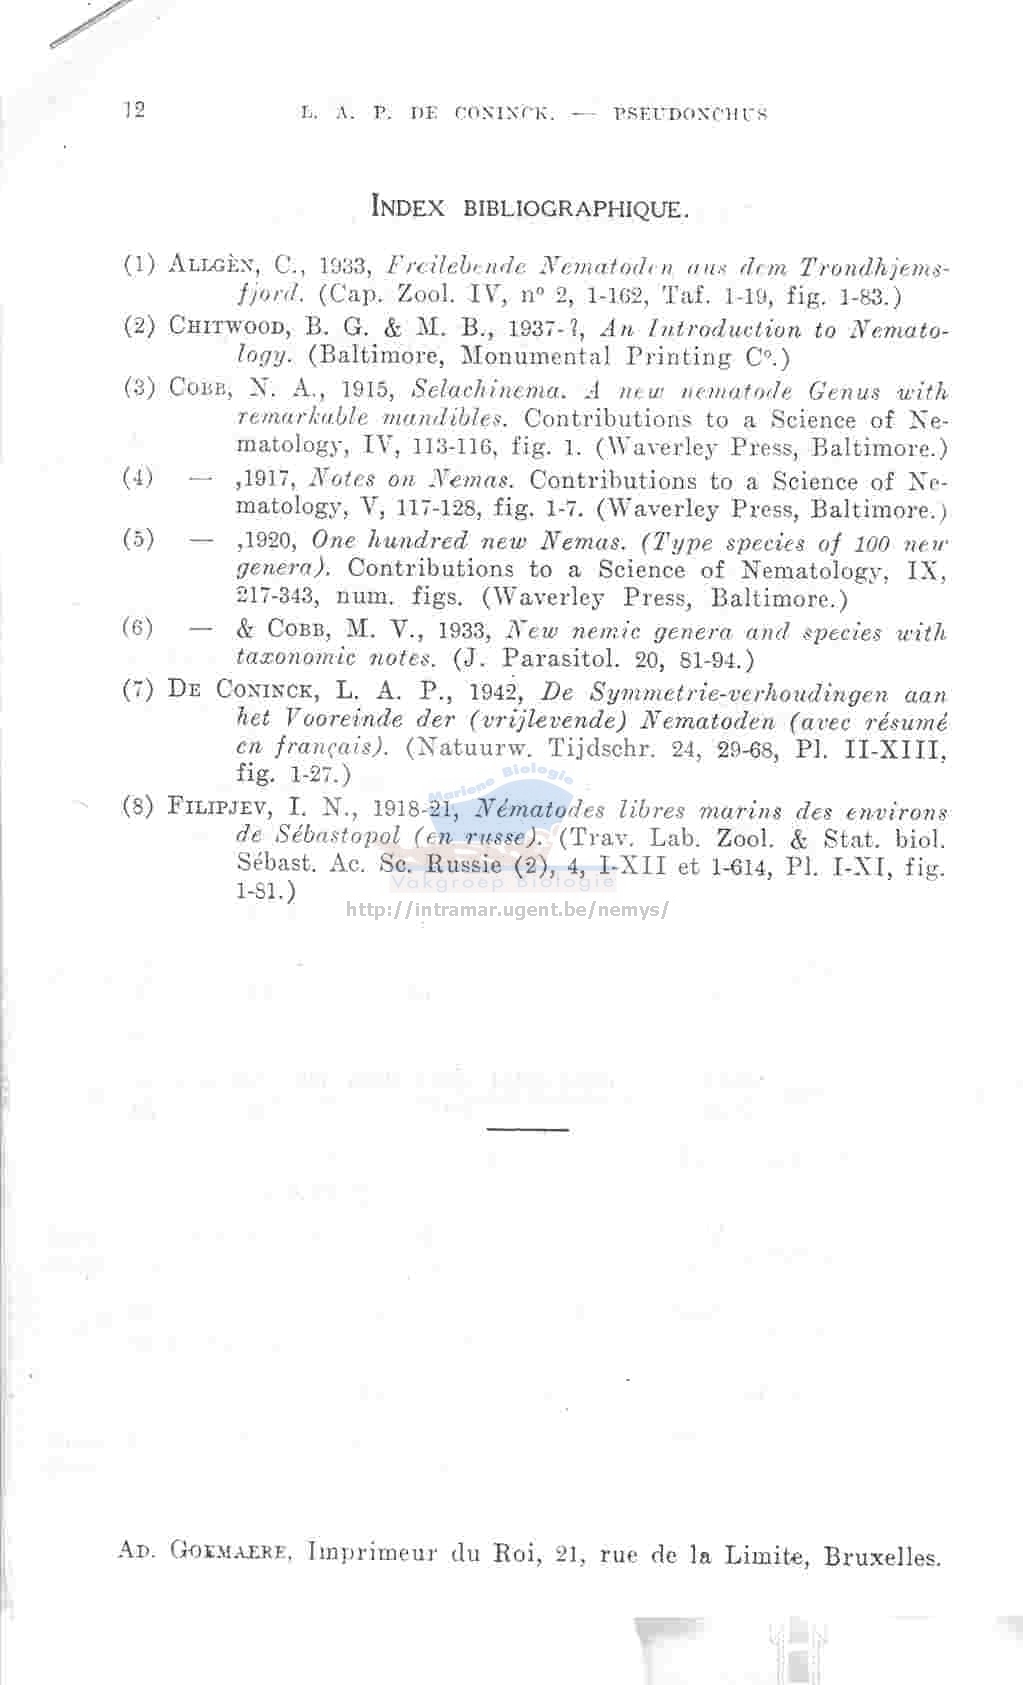 12 L. A. P. DE CONINCK. — PSEUDONCHUS
INDEX BIBLIOGRAPHIQUE.
(1) ALLGÈN, C., 1933, Freilebende Nematoden aus dem Trondhjems-
fjord. (Cap. Zool. IV, n° 2, 1-162, Taf. 1-19, fig. 1-83.)
(2) CHITWOOD, B. G. & M. B., 1937-?, An Introduction to Nemato-
logy. (Baltimore, Monumental Printing C°.)
(3) COBB, N. A., 1915, Selachinema. A new nematode Genus with
remarkable mandibles. Contributions to a Science of Ne-
matology, IV, 113-116, fig. 1. (Waverley Press, Baltimore.)
(4) — ,1917, Notes on Nemas. Contributions to a Science of Ne-
matology, V, 117-128, fig. 1-7. (Waverley Press, Baltimore.)
(5) — ,1920, One hundred new Nemas. (Type species of 100 new
genera). Contributions to a Science of Nematology, IX,
217-343, num. figs. (Waverley Press, Baltimore.)
(6) — & COBB, M. V., 1933, New nemic genera and species with
taxonomic notes. (J. Parasitol. 20, 81-94.)
(7) DE CONINCK, L. A. P., 1942, De Symmetrie-verhoudingen aan
het Vooreinde der (vrijlevende) Nematoden (avec résumé
en français). (Natuurw. Tijdschr. 24, 29-68, Pl. II-XIII,
fig. 1-27.)
Mariene Biologie
(8) FILIPJEV, I. N., 1918-21, Nématodes libres marins des environs
de Sébastopol (en russe). (Trav. Lab. Zool. & Stat. biol.
Sébast. Ac. Sc. Russie (2), 4, I-XII et 1-614, Pl. I-XI, fig.
1-81.)
Vakgroep Biologie
http://intramar.ugent.be/nemys/
AD. GOEMAERE, Imprimeur du Roi, 21, rue de la Limite, Bruxelles.